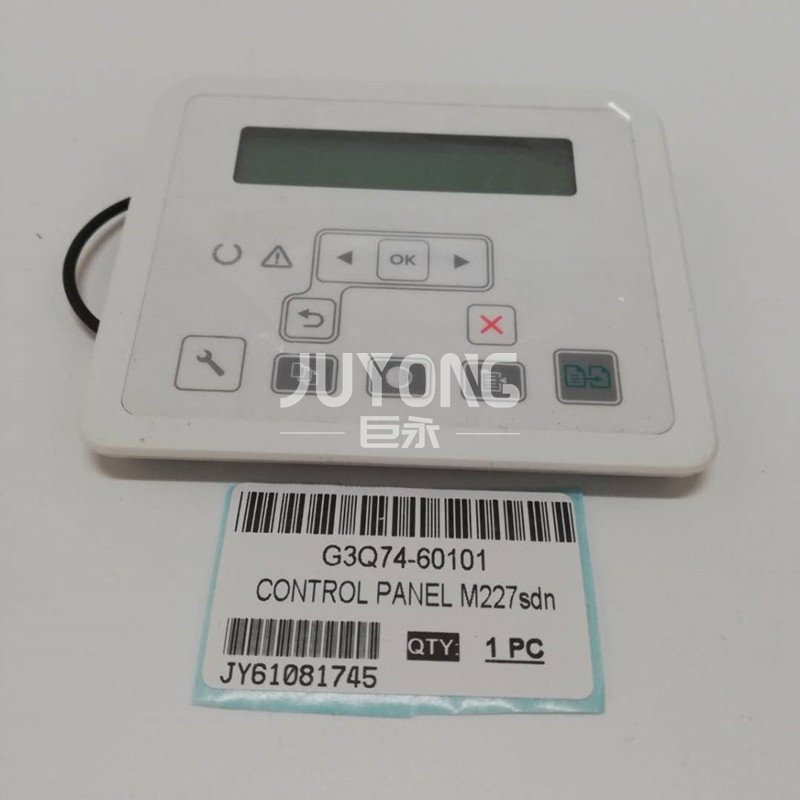 OK
JUYONG
巨永
G3Q74-60101
CONTROL PANEL M227sdn
QTY: 1 PC
JY61081745